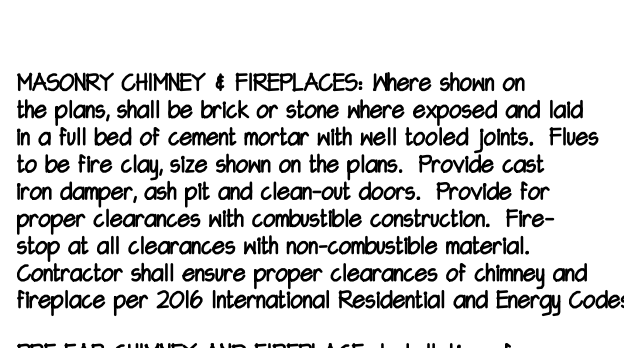 MASONRY CHIMNEY & FIREPLACES: Where shown on
the plans, shall be brick or stone where exposed and laid
in a full bed of cement mortar with well tooled joints.  Flues
to be fire clay, size shown on the plans.  Provide cast
iron damper, ash pit and clean-out doors.  Provide for
proper clearances with combustible construction.  Fire-
stop at all clearances with non-combustible material.
Contractor shall ensure proper clearances of chimney and
fireplace per 2016 International Residential and Energy Codes